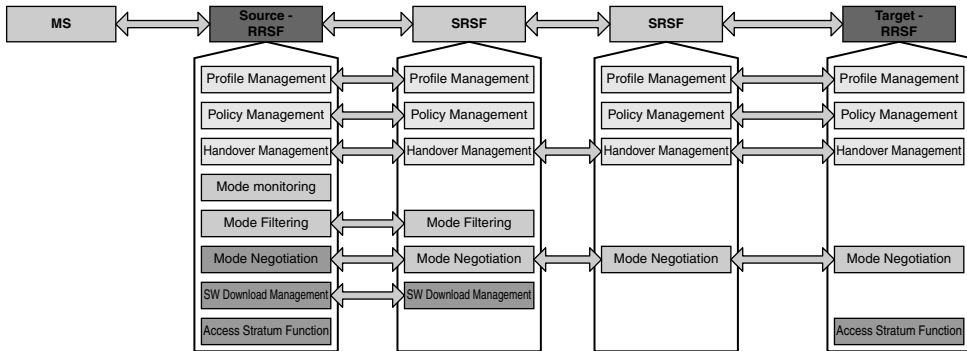 MS
Source -
RRSF
SRSF
SRSF
Target -
RRSF
Profile Management
Profile Management
Profile Management
Profile Management
Policy Management
Policy Management
Policy Management
Policy Management
Handover Management
Handover Management
Handover Management
Handover Management
Mode monitoring
Mode Filtering
Mode Filtering
Mode Negotiation
Mode Negotiation
Mode Negotiation
Mode Negotiation
SW Download Management
SW Download Management
Access Stratum Function
Access Stratum Function